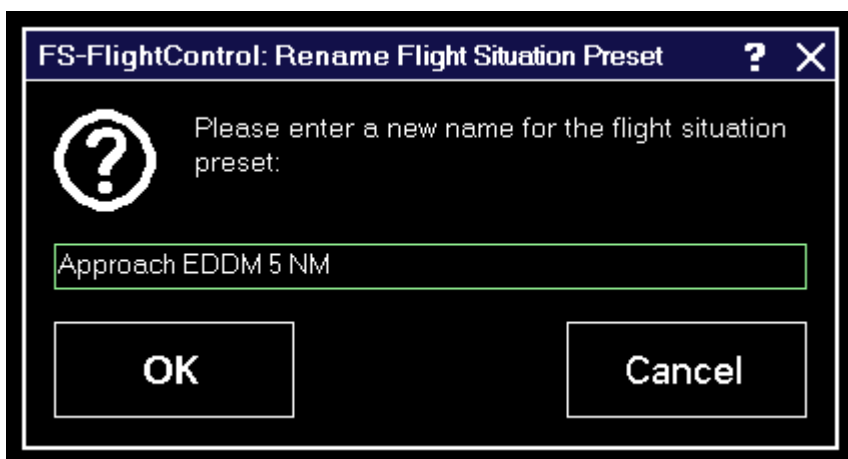 FS-FlightControl: Rename Flight Situation Preset ? X
Please enter a new name for the flight situation
preset:
Approach EDDM 5 NM
OK Cancel